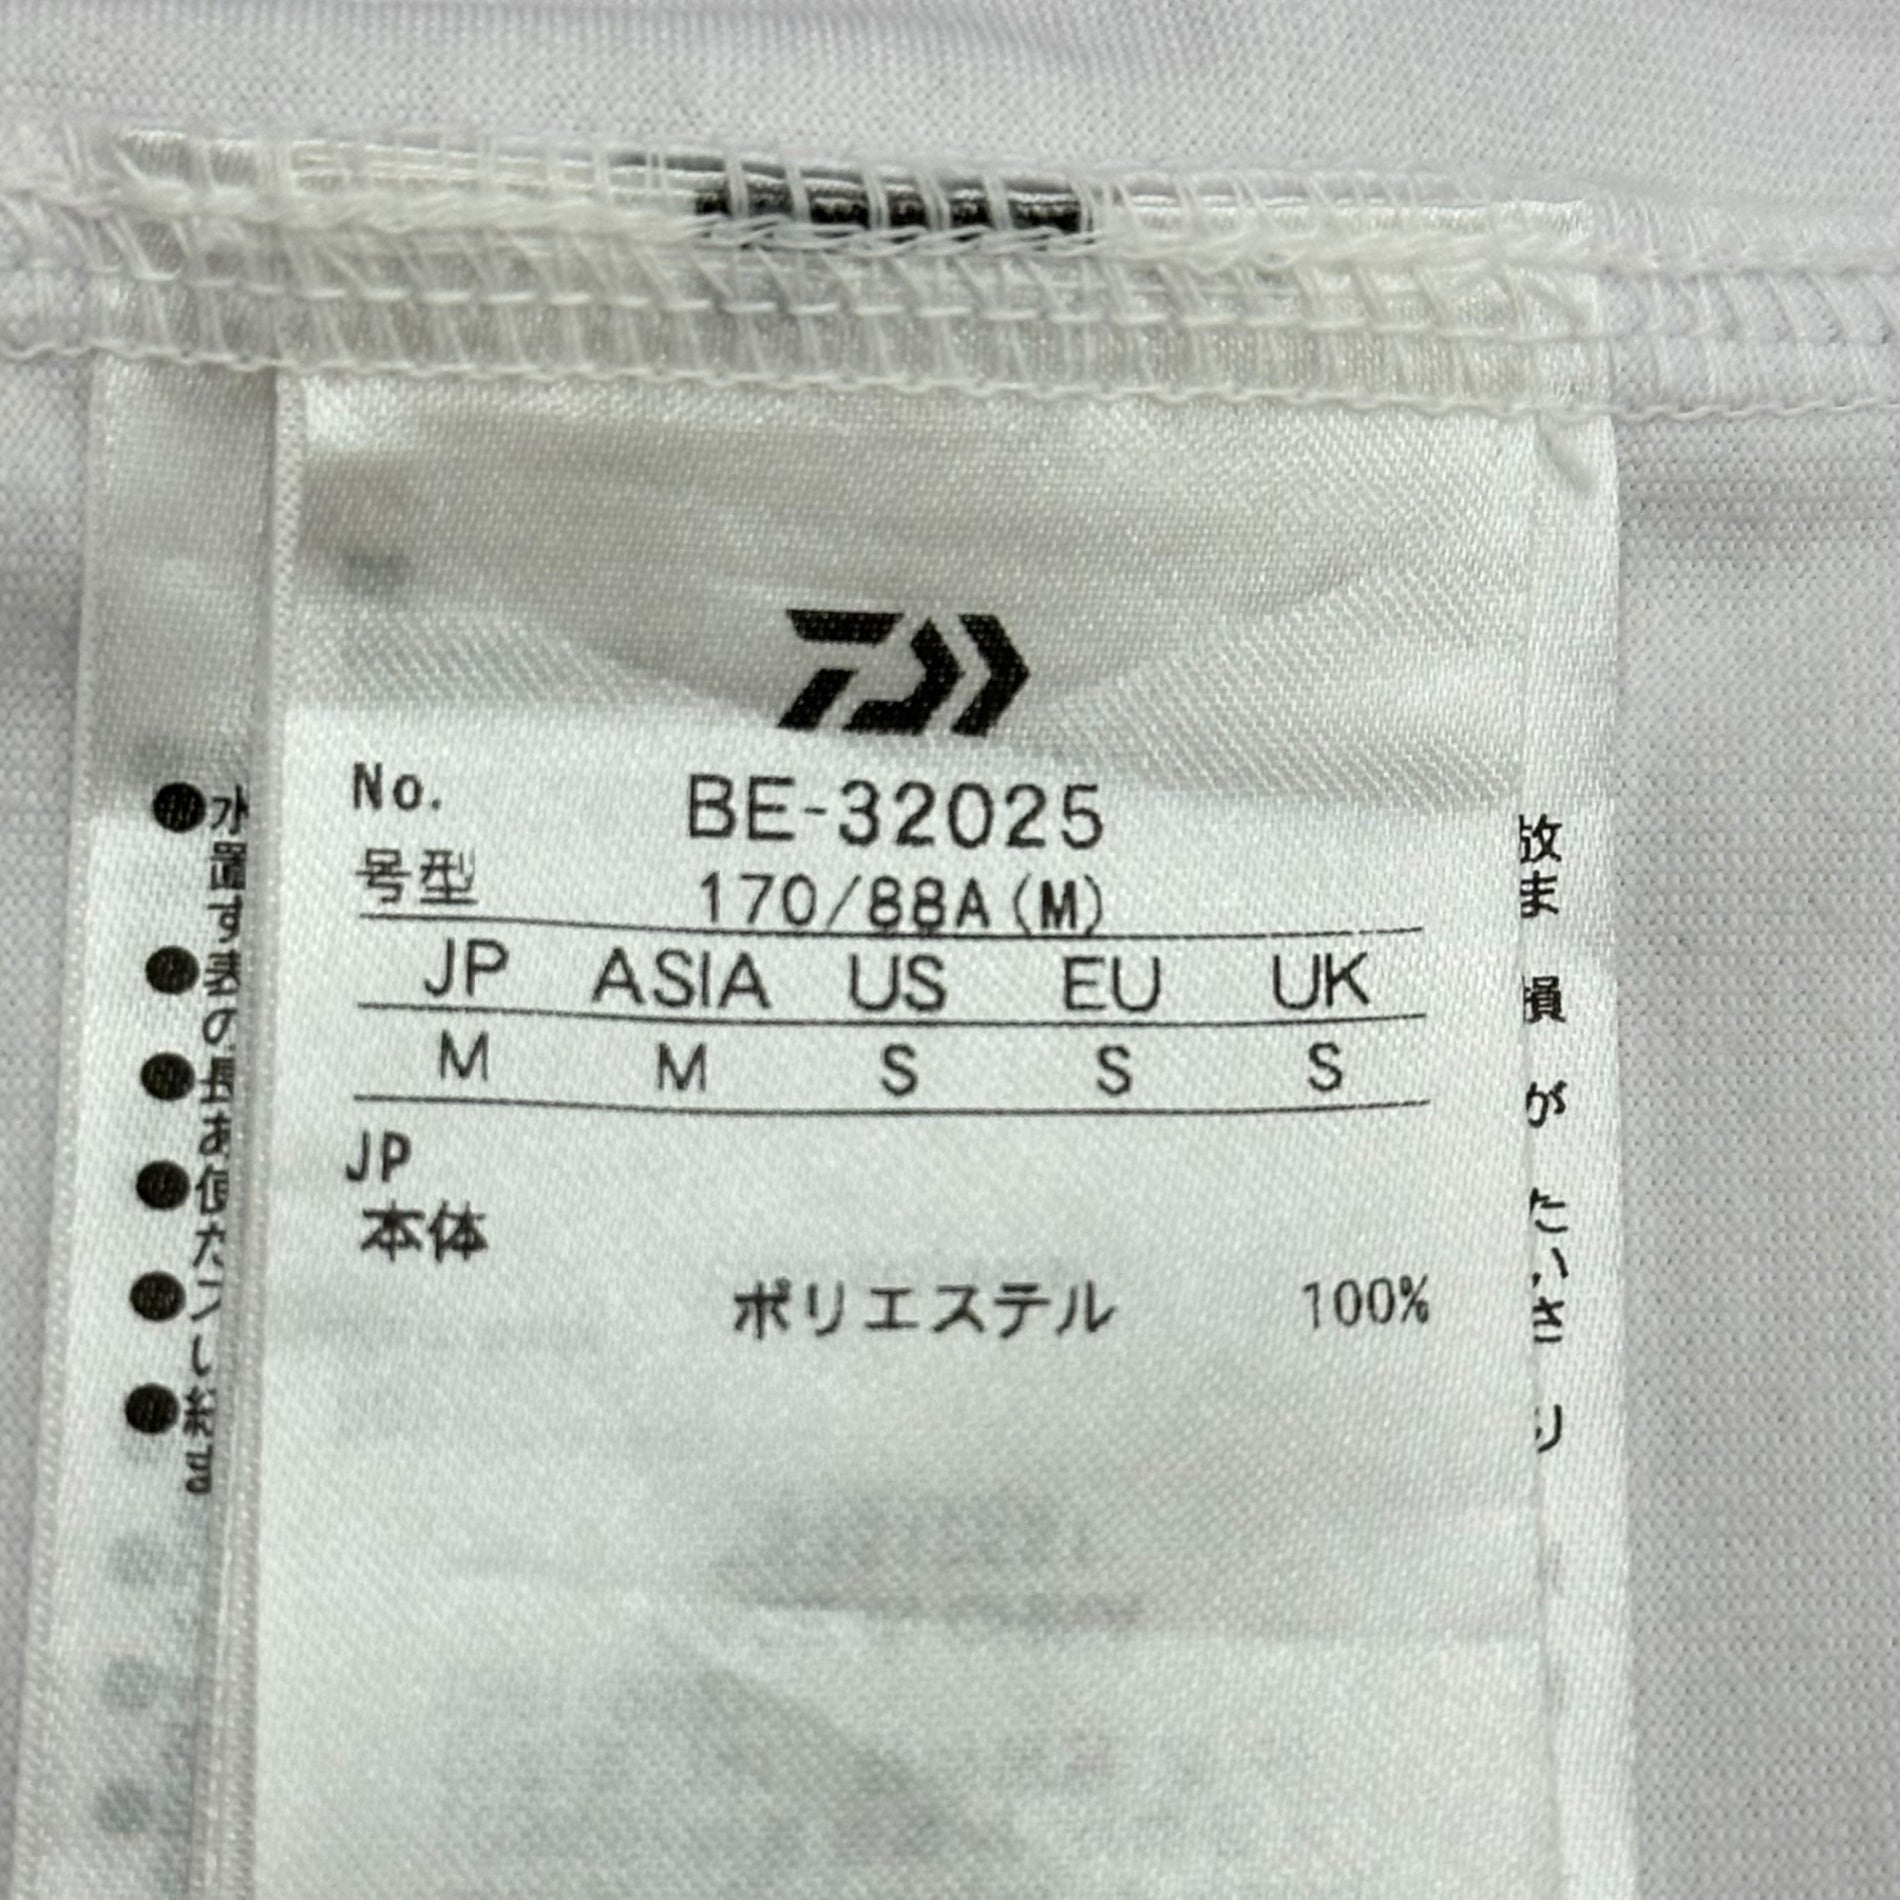 No. BE-32025
号型 170/88A(M)
JP ASIA US EU UK
M M S S S
JP
本体
ポリエステル 100%